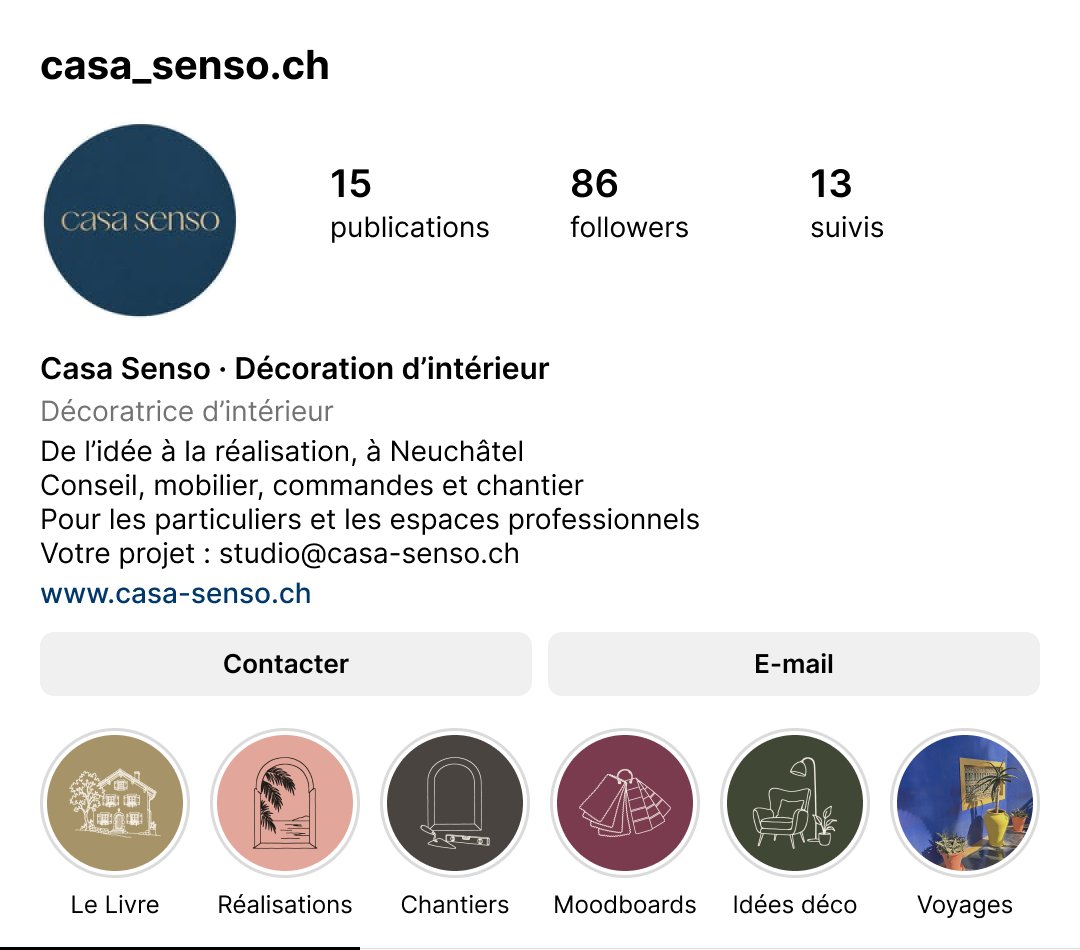 casa_senso.ch
casa senso
15
86
13
publications
followers
suivis
Casa Senso · Décoration d’intérieur
Décoratrice d’intérieur
De l’idée à la réalisation, à Neuchâtel
Conseil, mobilier, commandes et chantier
Pour les particuliers et les espaces professionnels
Votre projet : studio@casa-senso.ch
www.casa-senso.ch
Contacter
E-mail
Le Livre
Réalisations
Chantiers
Moodboards
Idées déco
Voyages